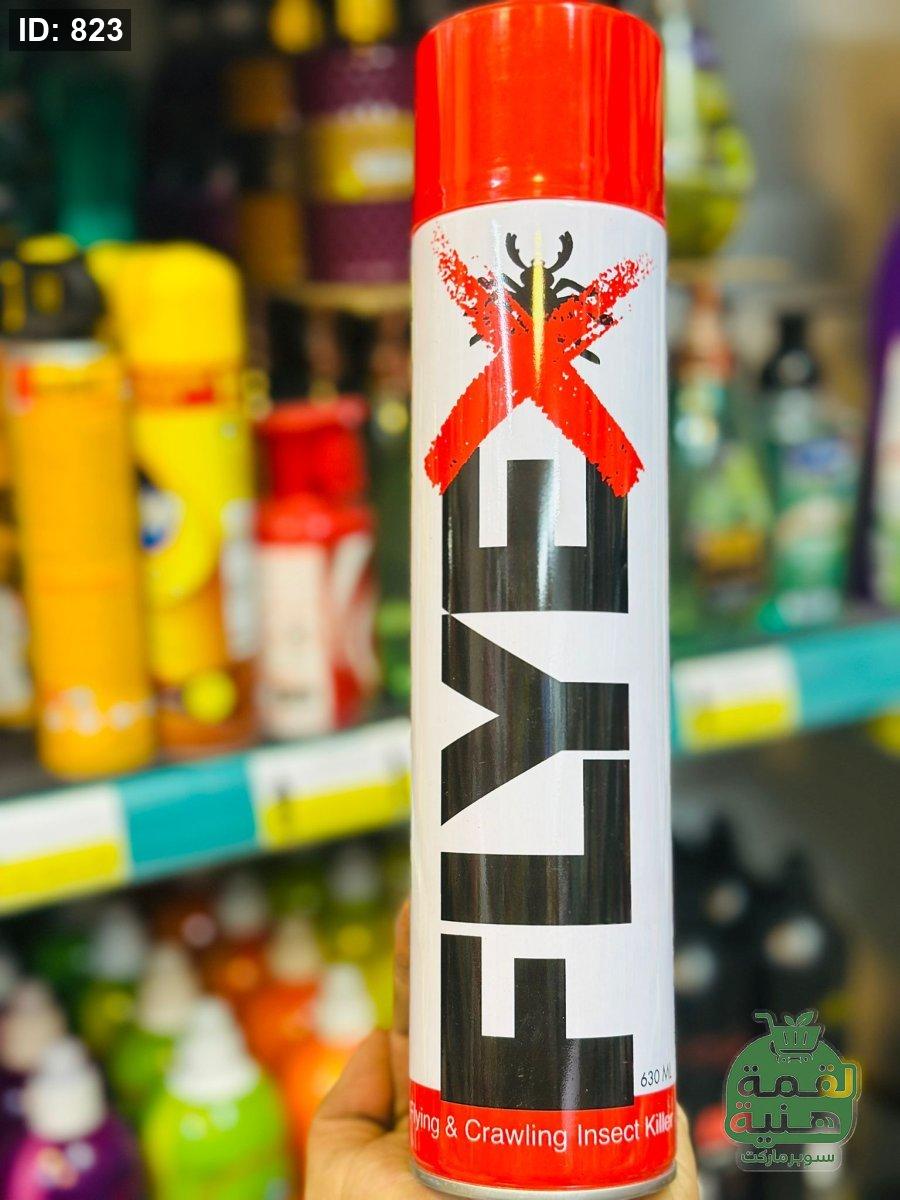 ID: 823
FLYEX
630 ML
Flying & Crawling Insect Killer
لقمة
هنية
سوبرماركت